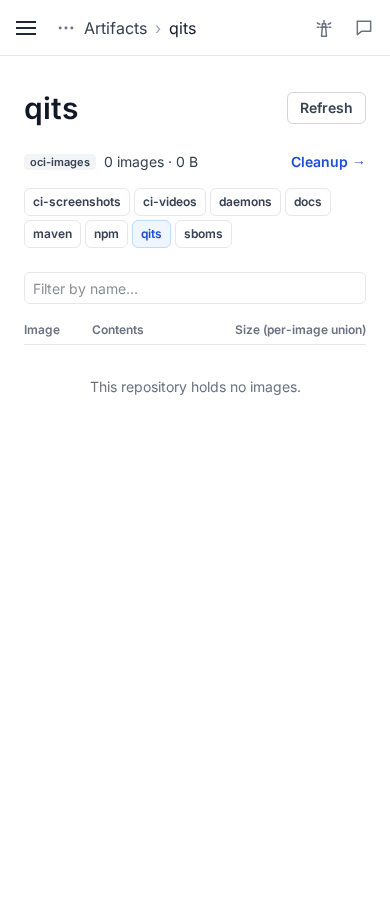 ··· Artifacts › qits
qits
Refresh
oci-images 0 images · 0 B Cleanup →
ci-screenshots ci-videos daemons docs
maven npm qits sboms
Filter by name...
Image Contents Size (per-image union)
This repository holds no images.